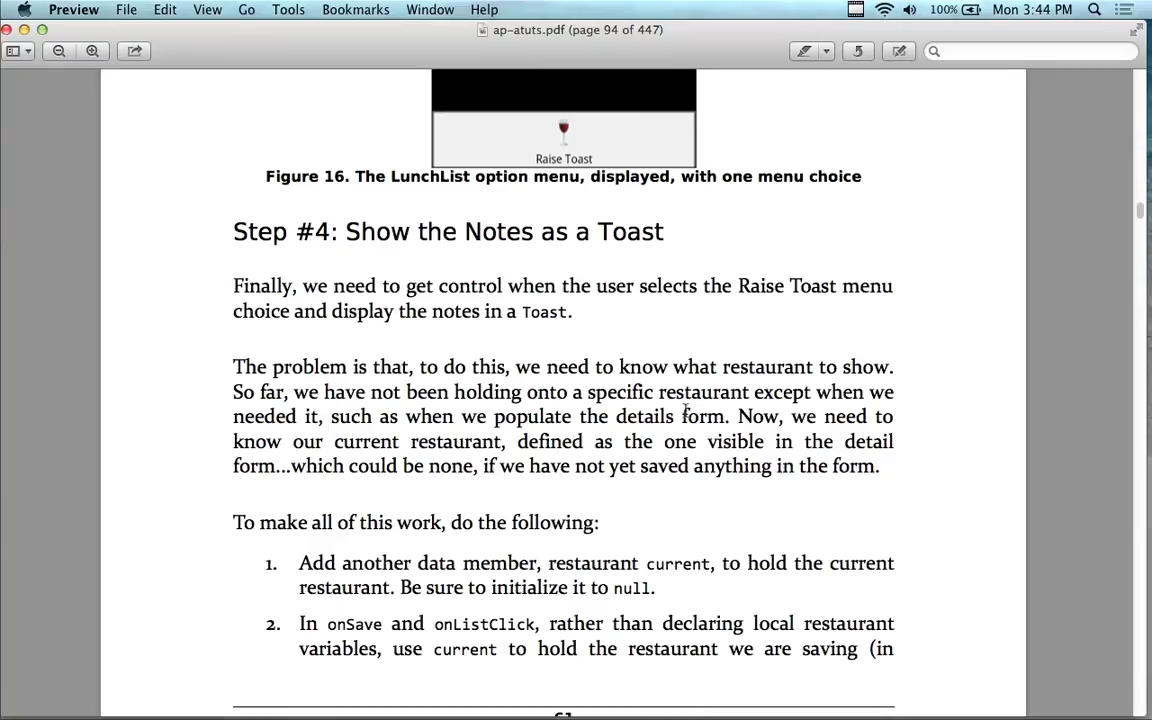 Preview File Edit View Go Tools Bookmarks Window Help 100% Mon 3:44 PM
ap-atuts.pdf (page 94 of 447)
Raise Toast
Figure 16. The LunchList option menu, displayed, with one menu choice
Step #4: Show the Notes as a Toast
Finally, we need to get control when the user selects the Raise Toast menu
choice and display the notes in a Toast.
The problem is that, to do this, we need to know what restaurant to show.
So far, we have not been holding onto a specific restaurant except when we
needed it, such as when we populate the details form. Now, we need to
know our current restaurant, defined as the one visible in the detail
form...which could be none, if we have not yet saved anything in the form.
To make all of this work, do the following:
1. Add another data member, restaurant current, to hold the current
restaurant. Be sure to initialize it to null.
2. In onSave and onListClick, rather than declaring local restaurant
variables, use current to hold the restaurant we are saving (in